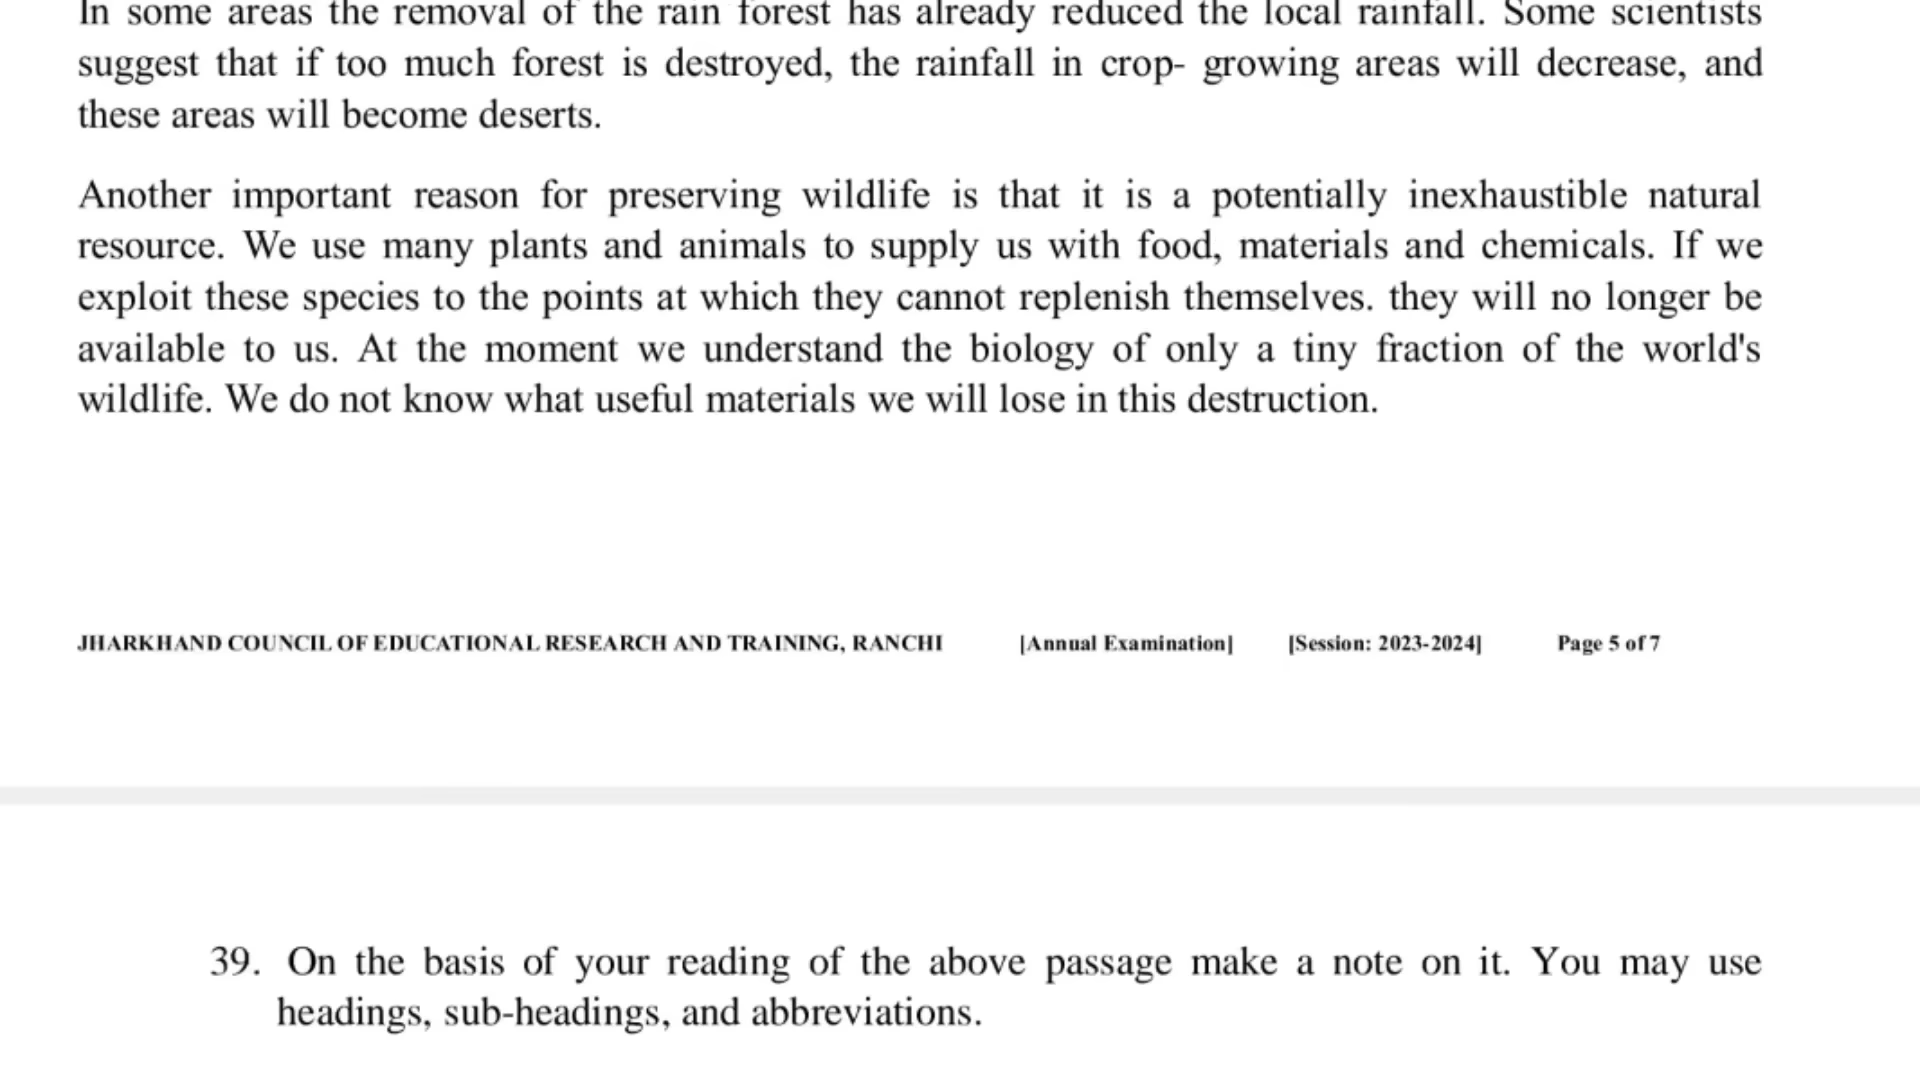 In some areas the removal of the rain forest has already reduced the local rainfall. Some scientists
suggest that if too much forest is destroyed, the rainfall in crop- growing areas will decrease, and
these areas will become deserts.
Another important reason for preserving wildlife is that it is a potentially inexhaustible natural
resource. We use many plants and animals to supply us with food, materials and chemicals. If we
exploit these species to the points at which they cannot replenish themselves. they will no longer be
available to us. At the moment we understand the biology of only a tiny fraction of the world's
wildlife. We do not know what useful materials we will lose in this destruction.
JHARKHAND COUNCIL OF EDUCATIONAL RESEARCH AND TRAINING, RANCHI [Annual Examination] [Session: 2023-2024] Page 5 of 7
39. On the basis of your reading of the above passage make a note on it. You may use
headings, sub-headings, and abbreviations.